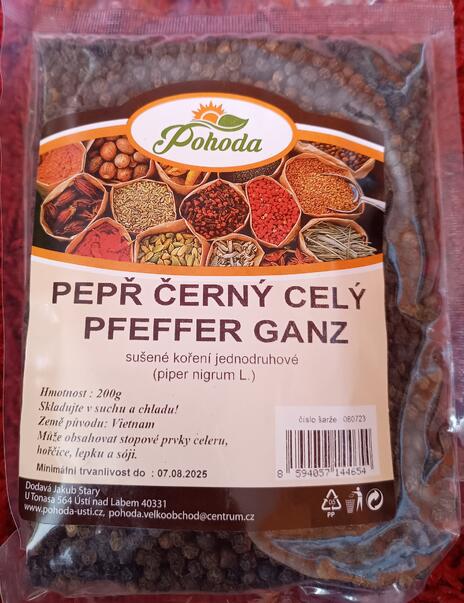 Pohoda
PEPŘ ČERNÝ CELÝ
PFEFFER GANZ
sušené koření jednodruhové
(piper nigrum L.)
Hmotnost : 200g
Skladujte v suchu a chladu!
Země původu: Vietnam
Může obsahovat stopové prvky celeru,
hořčice, lepku a sóji.
Minimální trvanlivost do : 07.08.2025
číslo šarže 080723
8 594057 144654
Dodavá Jakub Stary
U Tonasa 564 Ústí nad Labem 40331
www.pohoda-usti.cz, pohoda.velkoobchod@centrum.cz
05
PP